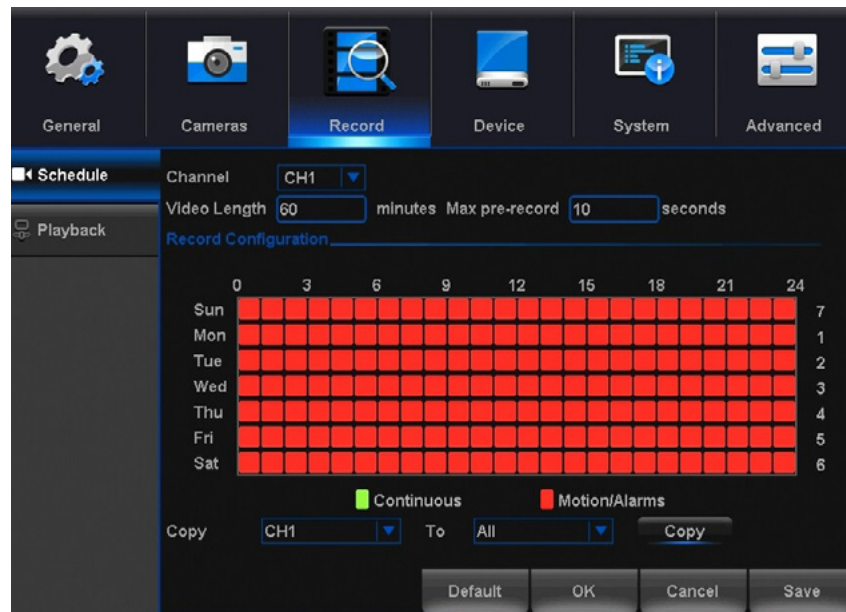 General Cameras Record Device System Advanced
Schedule
Playback
Channel CH1
Video Length 60 minutes Max pre-record 10 seconds
Record Configuration
0 3 6 9 12 15 18 21 24
Sun 7
Mon 1
Tue 2
Wed 3
Thu 4
Fri 5
Sat 6
Continuous Motion/Alarms
Copy CH1 To All Copy
Default OK Cancel Save